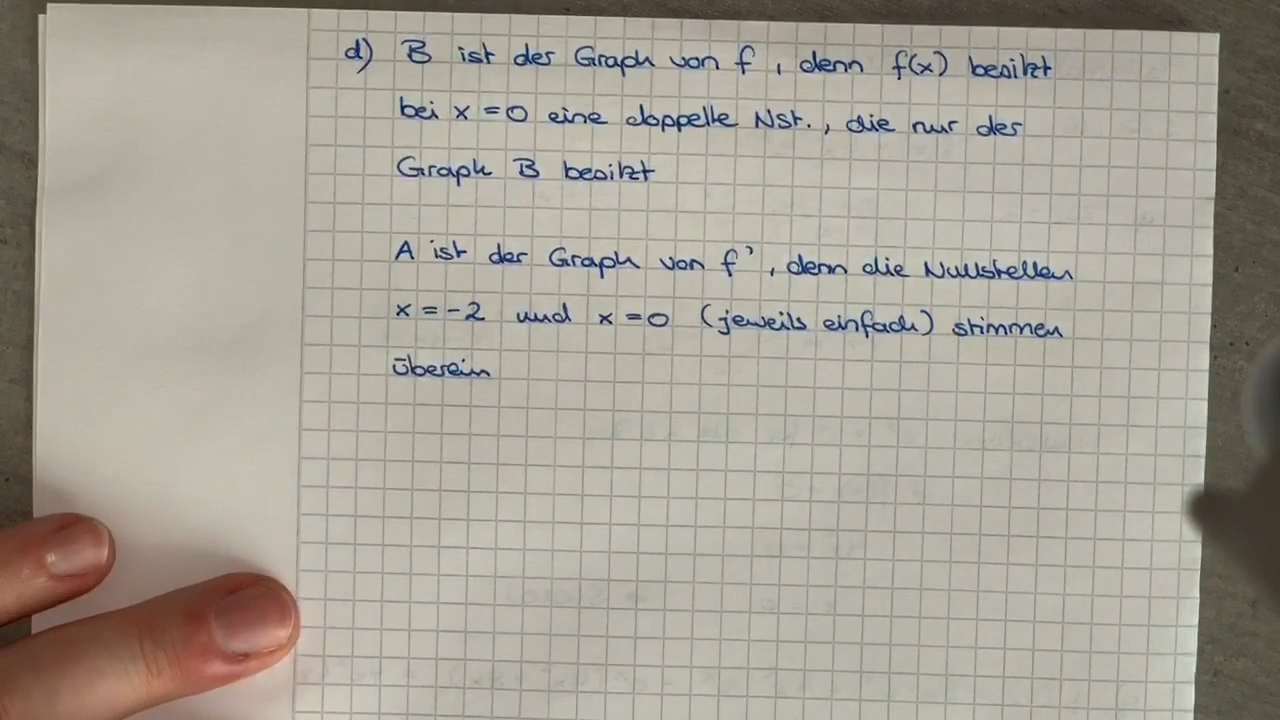 d) B ist der Graph von f, denn f(x) besitzt
bei x = 0 eine doppelte Nst., die nur der
Graph B besitzt
A ist der Graph von f', denn die Nullstellen
x = -2 und x = 0 (jeweils einfach) stimmen
überein